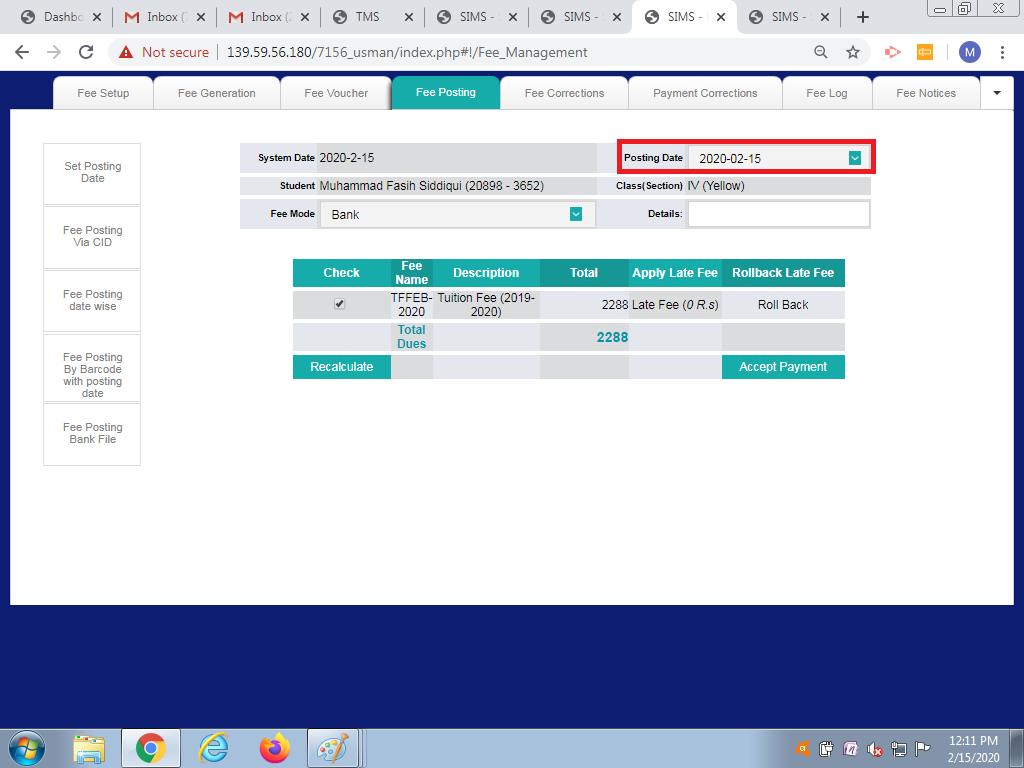 Dashbo
Inbox (
Inbox (
TMS
SIMS -
SIMS -
SIMS -
SIMS -
Not secure
139.59.56.180/7156_usman/index.php#!/Fee_Management
M
Fee Setup
Fee Generation
Fee Voucher
Fee Posting
Fee Corrections
Payment Corrections
Fee Log
Fee Notices
Set Posting
Date
Fee Posting
Via CID
Fee Posting
date wise
Fee Posting
By Barcode
with posting
date
Fee Posting
Bank File
System Date 2020-2-15
Posting Date 2020-02-15
Student Muhammad Fasih Siddiqui (20898 - 3652)
Class(Section) IV (Yellow)
Fee Mode Bank
Details:
Check
Fee
Name
Description
Total
Apply Late Fee
Rollback Late Fee
TFFEB-
2020
Tuition Fee (2019-
2020)
2288
Late Fee (0 R.s)
Roll Back
Total
Dues
2288
Recalculate
Accept Payment
12:11 PM
2/15/2020